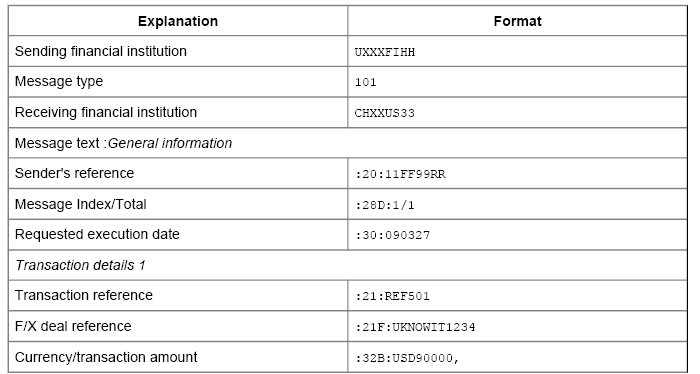 Explanation Format
Sending financial institution UXXXFIHH
Message type 101
Receiving financial institution CHXXUS33
Message text :General information
Sender's reference :20:11FF99RR
Message Index/Total :28D:1/1
Requested execution date :30:090327
Transaction details 1
Transaction reference :21:REF501
F/X deal reference :21F:UKNOWIT1234
Currency/transaction amount :32B:USD90000,